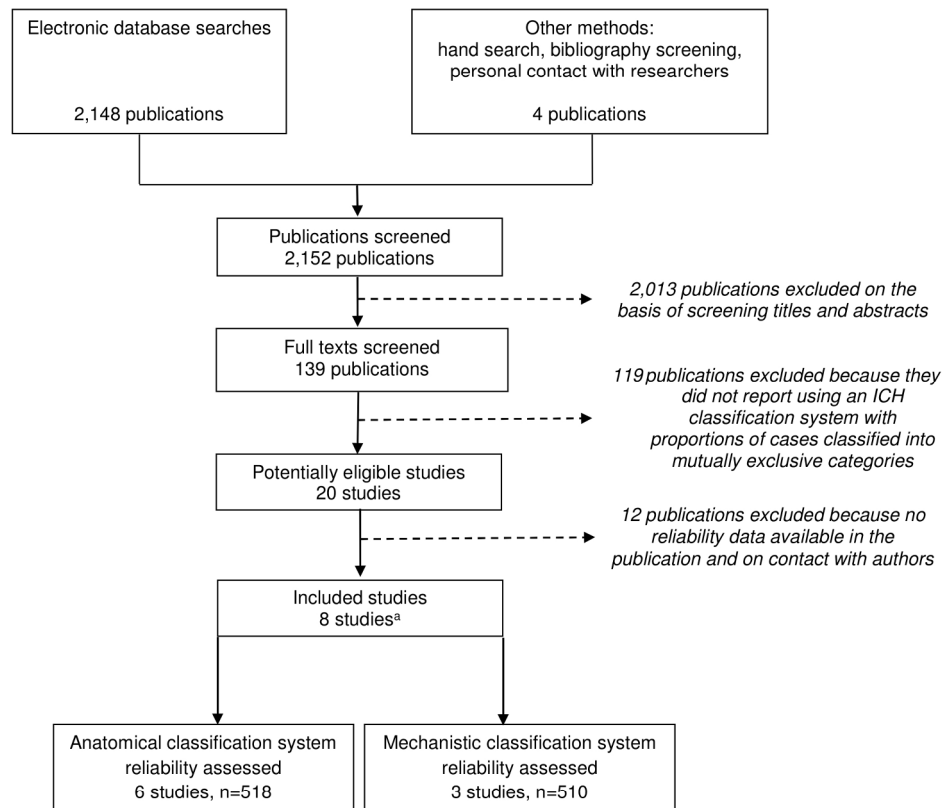 Electronic database searches
2,148 publications
Other methods:
hand search, bibliography screening,
personal contact with researchers
4 publications
Publications screened
2,152 publications
2,013 publications excluded on the
basis of screening titles and abstracts
Full texts screened
139 publications
119 publications excluded because they
did not report using an ICH
classification system with
proportions of cases classified into
mutually exclusive categories
Potentially eligible studies
20 studies
12 publications excluded because no
reliability data available in the
publication and on contact with authors
Included studies
8 studiesᵃ
Anatomical classification system
reliability assessed
6 studies, n=518
Mechanistic classification system
reliability assessed
3 studies, n=510